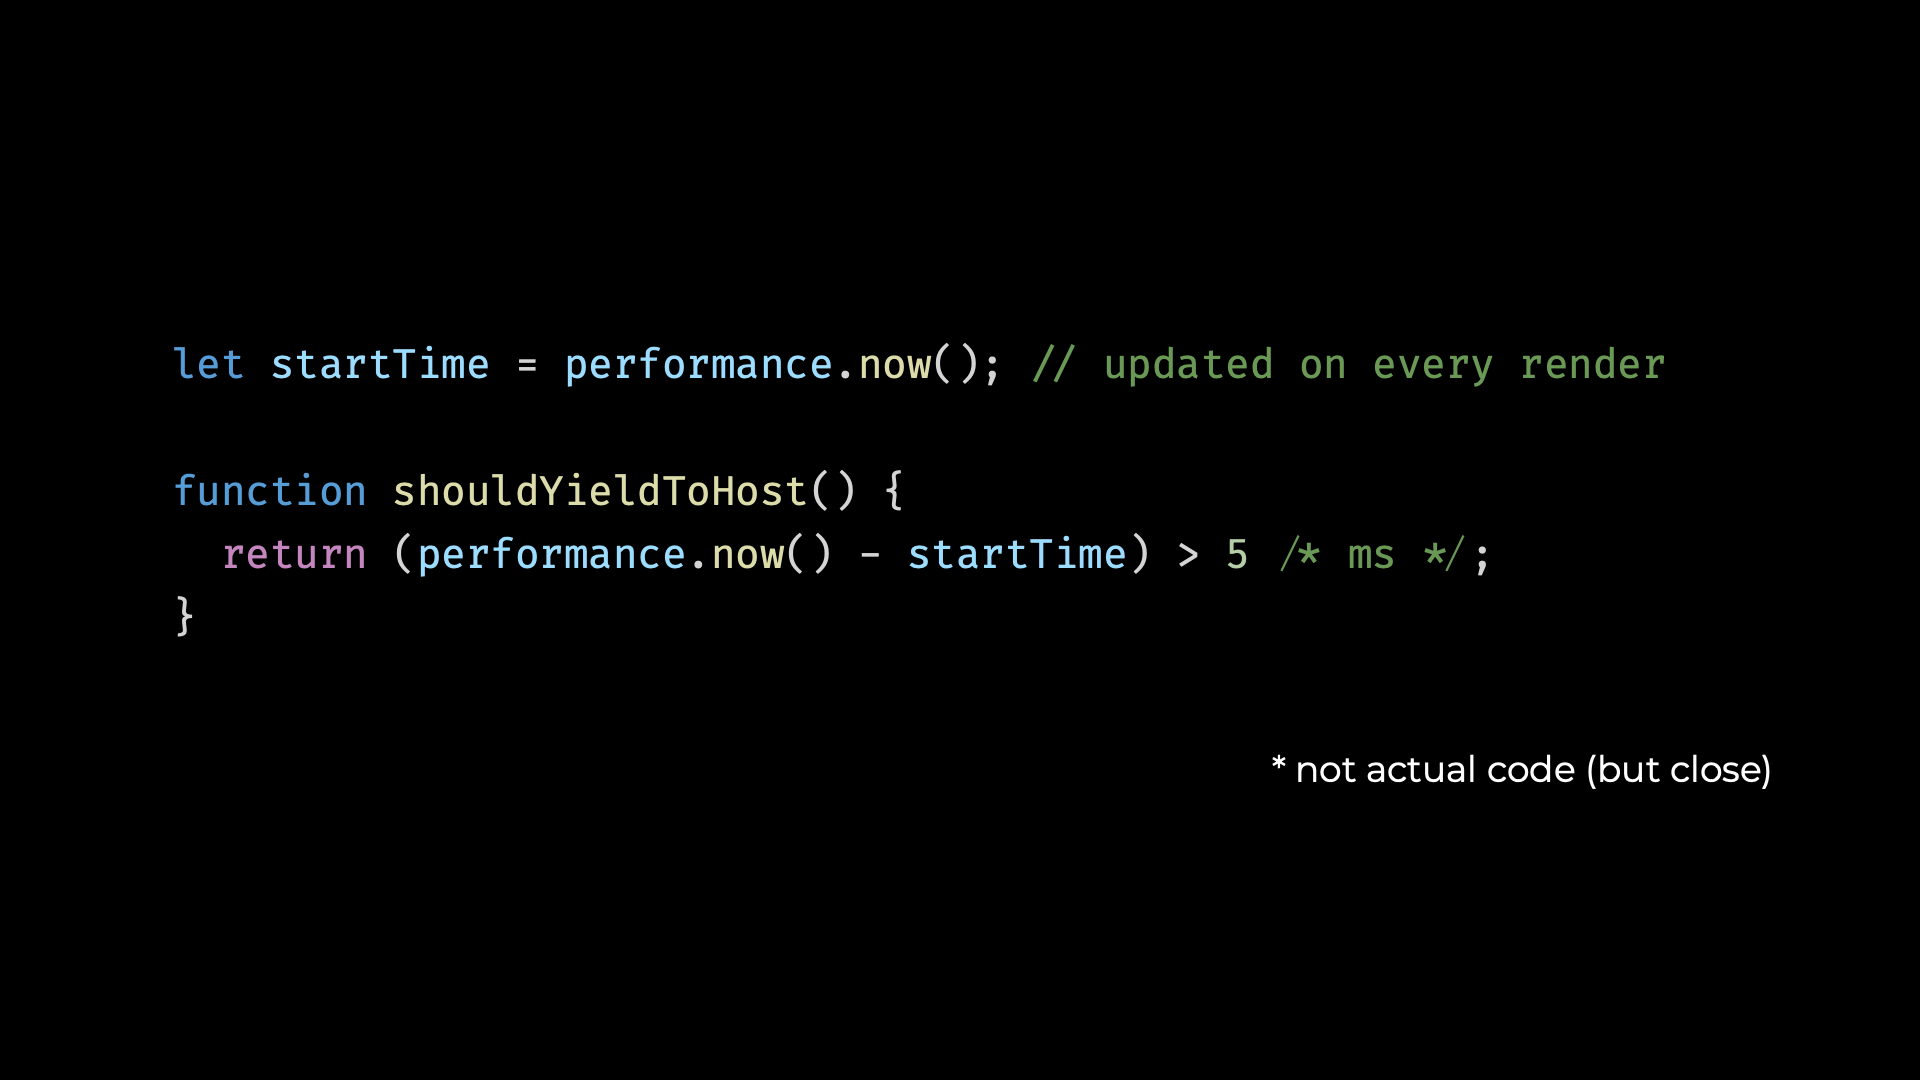 let startTime = performance.now(); // updated on every render
function shouldYieldToHost() {
  return (performance.now() - startTime) > 5 /* ms */;
}
* not actual code (but close)